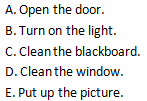 A. Open the door.
B. Turn on the light.
C. Clean the blackboard.
D. Clean the window.
E. Put up the picture.